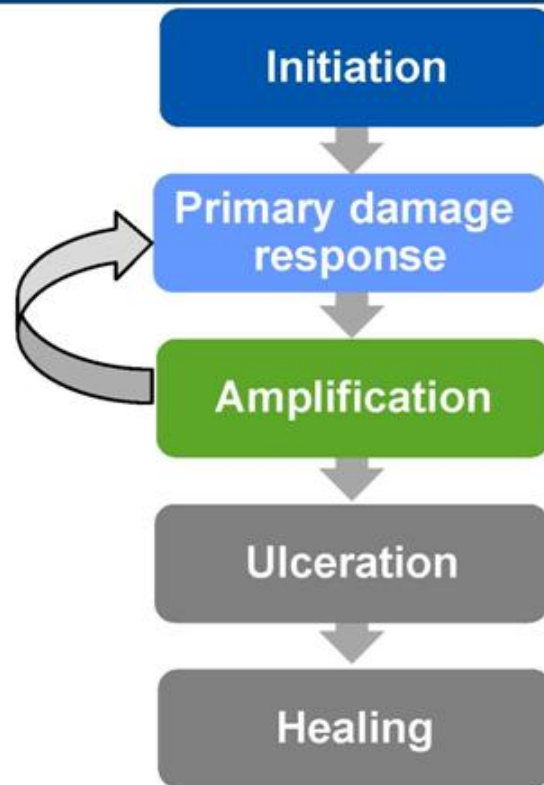 Initiation
Primary damage
response
Amplification
Ulceration
Healing